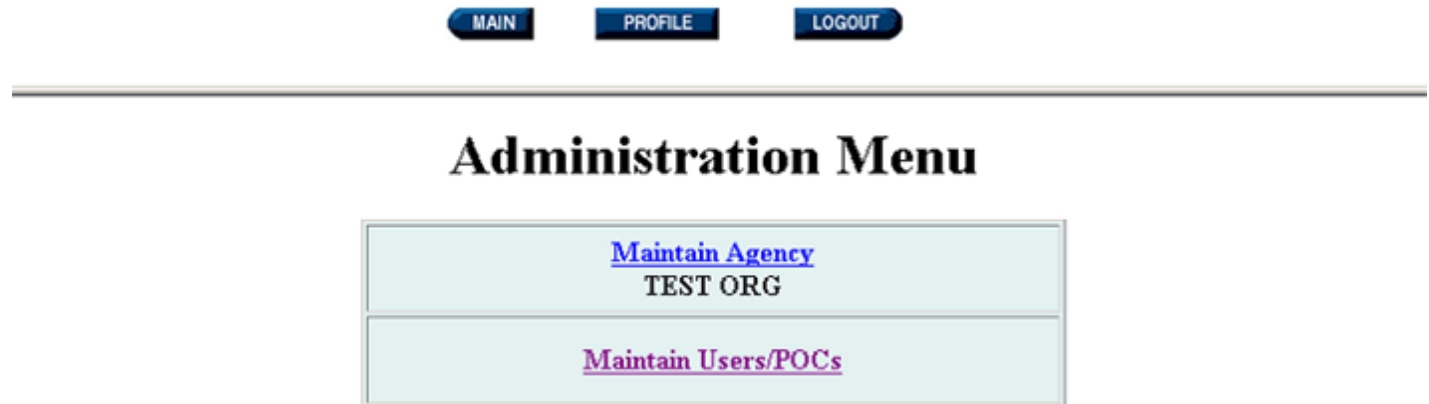 MAIN PROFILE LOGOUT
Administration Menu
Maintain Agency
TEST ORG
Maintain Users/POCs